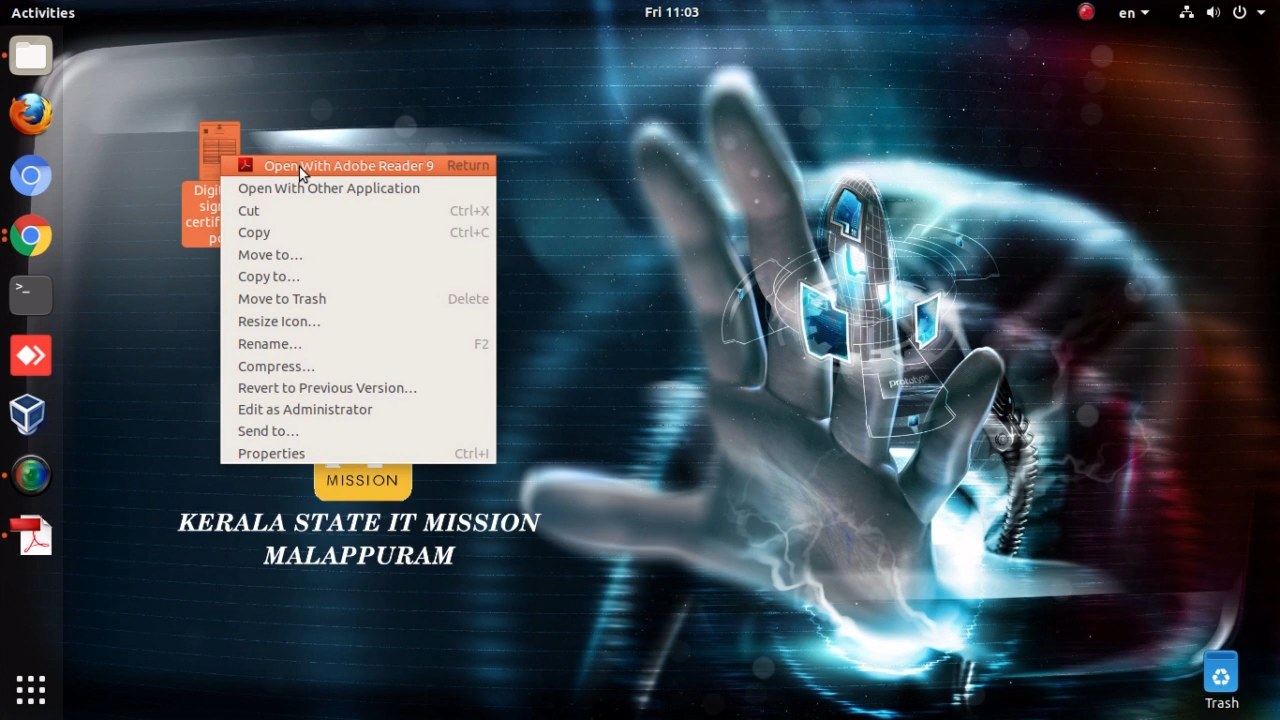 Activities
Fri 11:03
en
Open With Adobe Reader 9 Return
Open With Other Application
Cut Ctrl+X
Copy Ctrl+C
Move to…
Copy to…
Move to Trash Delete
Resize Icon…
Rename… F2
Compress…
Revert to Previous Version…
Edit as Administrator
Send to…
Properties Ctrl+I
MISSION
KERALA STATE IT MISSION
MALAPPURAM
prototype
>_
Trash